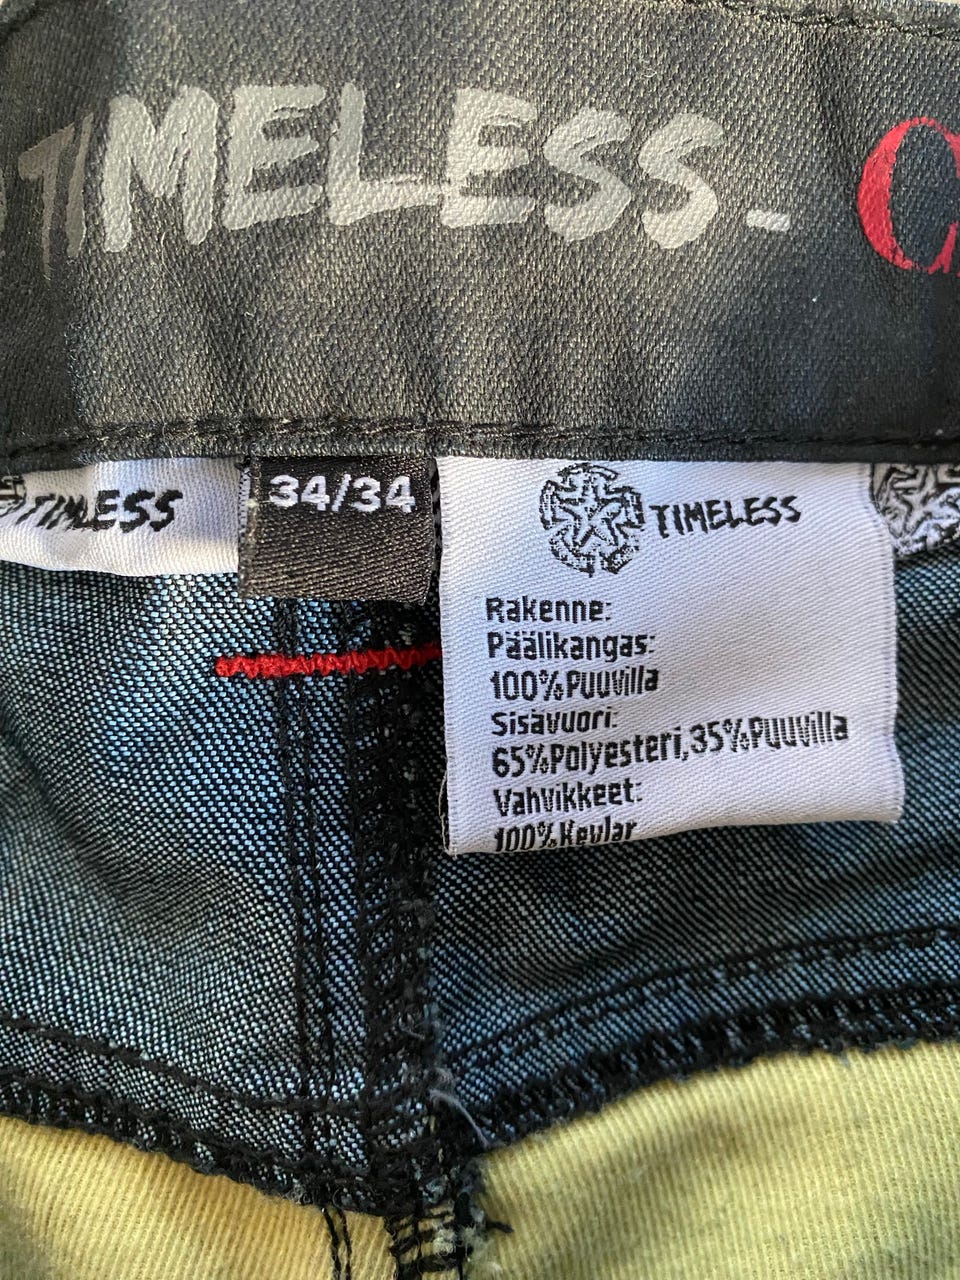 TIMELESS-
TIMELESS
34/34
TIMELESS
Rakenne:
Päälikangas:
100%Puuvilla
Sisävuori:
65%Polyesteri,35%Puuvilla
Vahvikkeet:
100%Kevlar